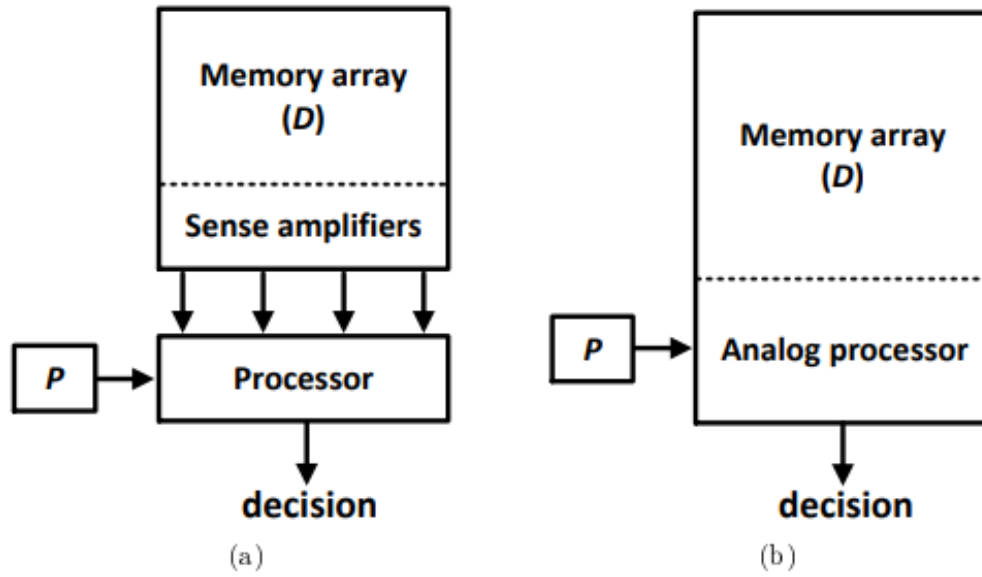 Memory array
(D)
Sense amplifiers
P
Processor
decision
(a)
Memory array
(D)
P
Analog processor
decision
(b)